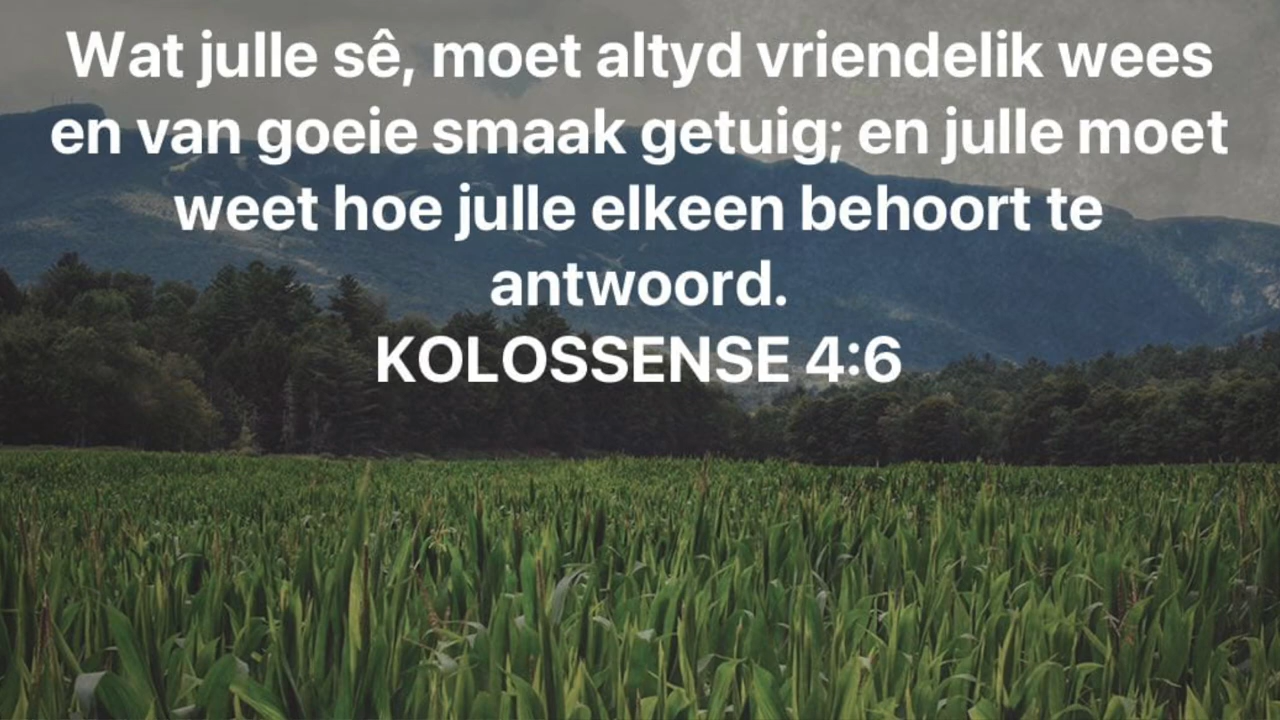 Wat julle sê, moet altyd vriendelik wees
en van goeie smaak getuig; en julle moet
weet hoe julle elkeen behoort te
antwoord.
KOLOSSENSE 4:6